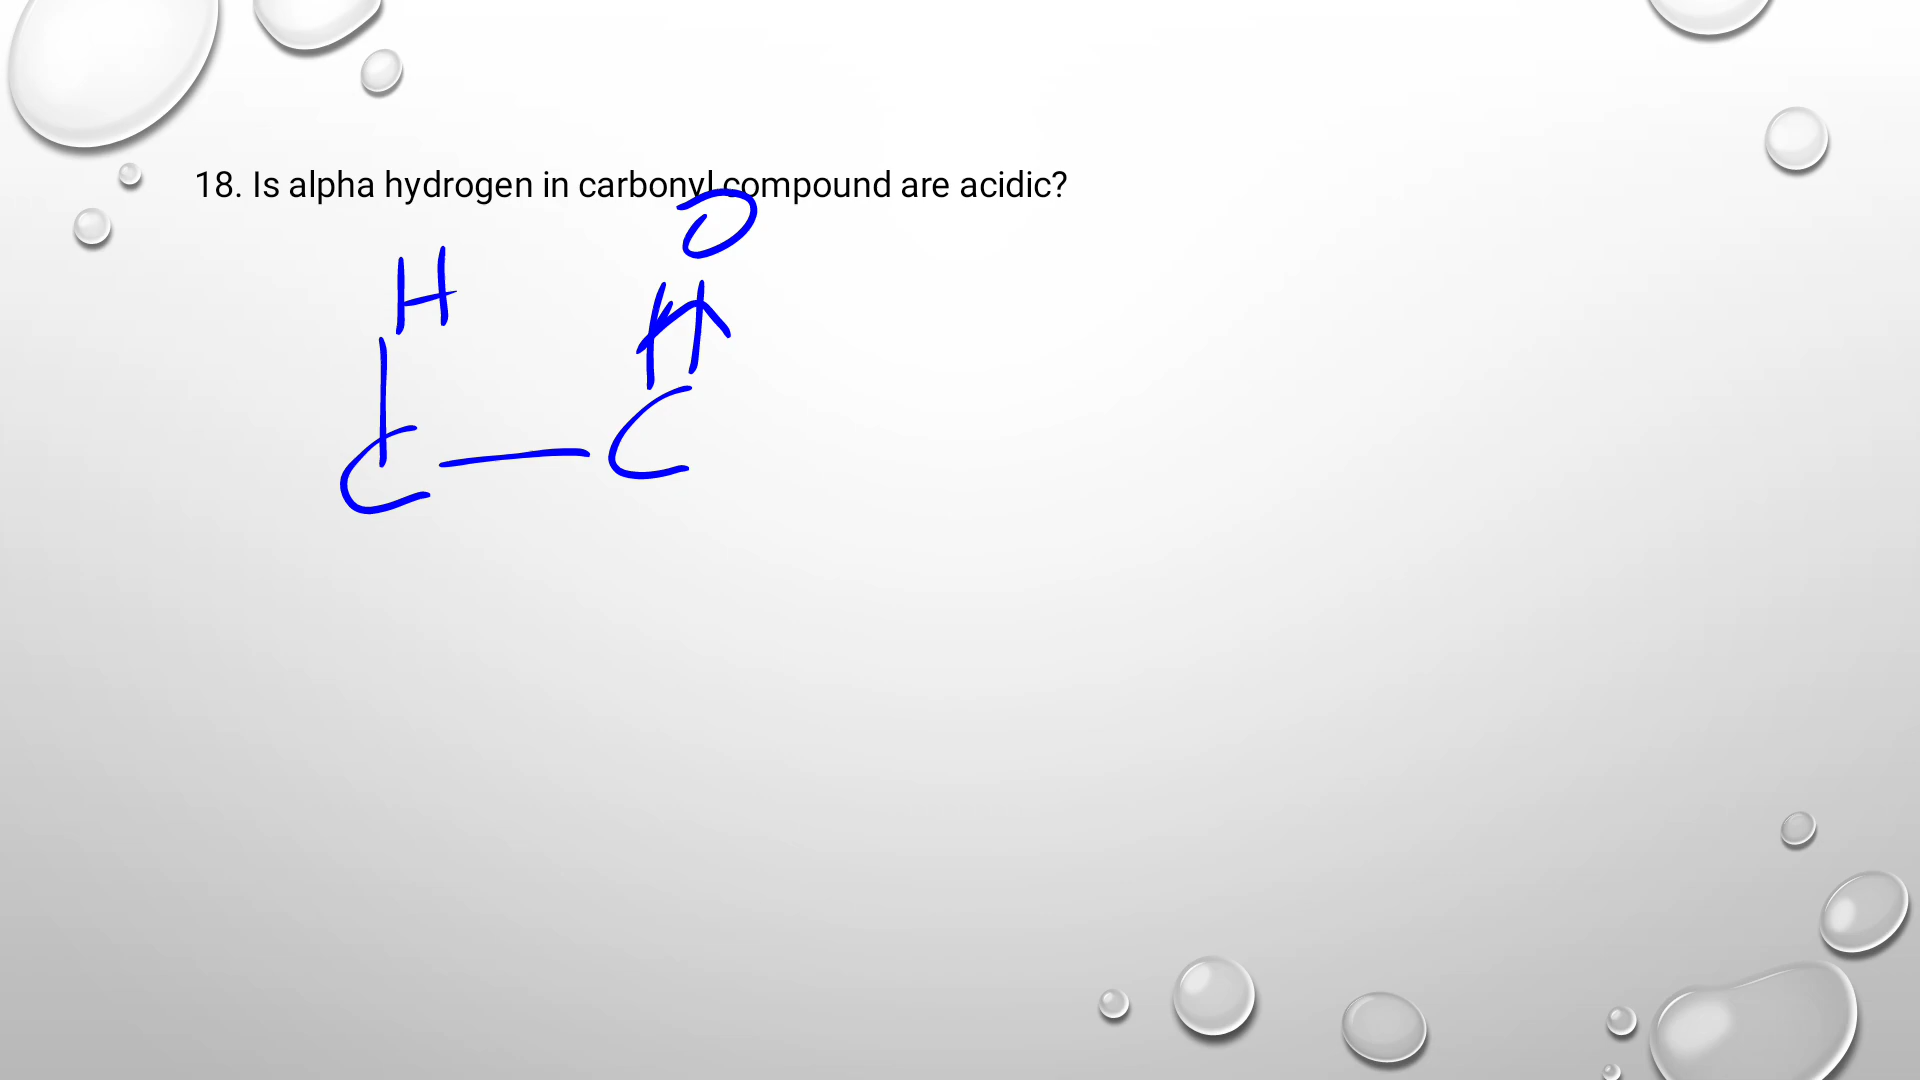 18. Is alpha hydrogen in carbonyl compound are acidic?
O
H
C — C